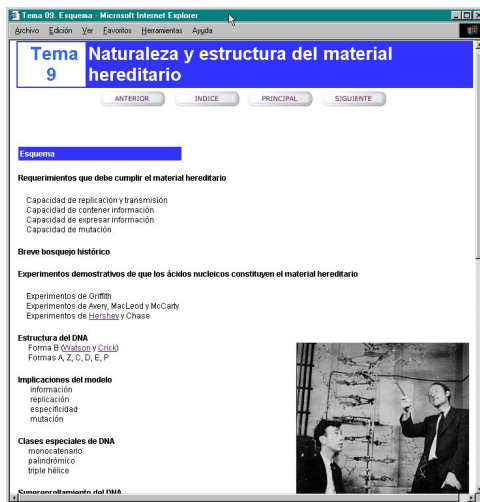 Tema 09. Esquema - Microsoft Internet Explorer
Archivo Edición Ver Favoritos Herramientas Ayuda
Tema 9
Naturaleza y estructura del material
hereditario
ANTERIOR INDICE PRINCIPAL SIGUIENTE
Esquema
Requerimientos que debe cumplir el material hereditario
Capacidad de replicación y transmisión
Capacidad de contener información
Capacidad de expresar información
Capacidad de mutación
Breve bosquejo histórico
Experimentos demostrativos de que los ácidos nucleicos constituyen el material hereditario
Experimentos de Griffith
Experimentos de Avery, MacLeod y McCarty
Experimentos de Hershey y Chase
Estructura del DNA
Forma B (Watson y Crick)
Formas A, Z, C, D, E, P
Implicaciones del modelo
información
replicación
especificidad
mutación
Clases especiales de DNA
monocatenario
palindrómico
triple hélice
Superenrollamiento del DNA